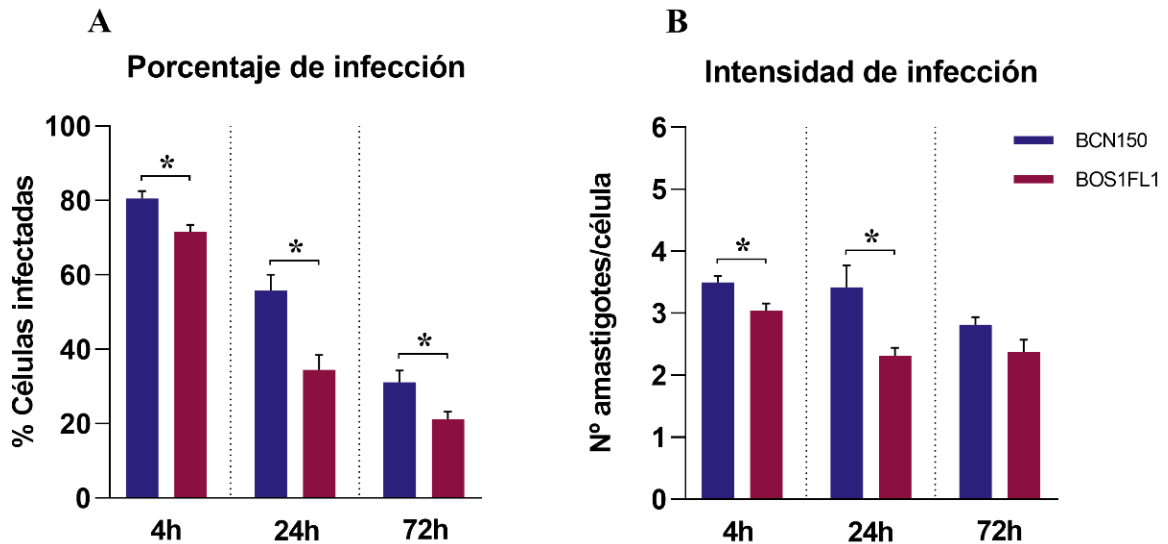 A
Porcentaje de infección
% Células infectadas
100
80
60
40
20
0
*
*
*
4h
24h
72h
B
Intensidad de infección
Nº amastigotes/célula
6
5
4
3
2
1
0
*
*
4h
24h
72h
BCN150
BOS1FL1